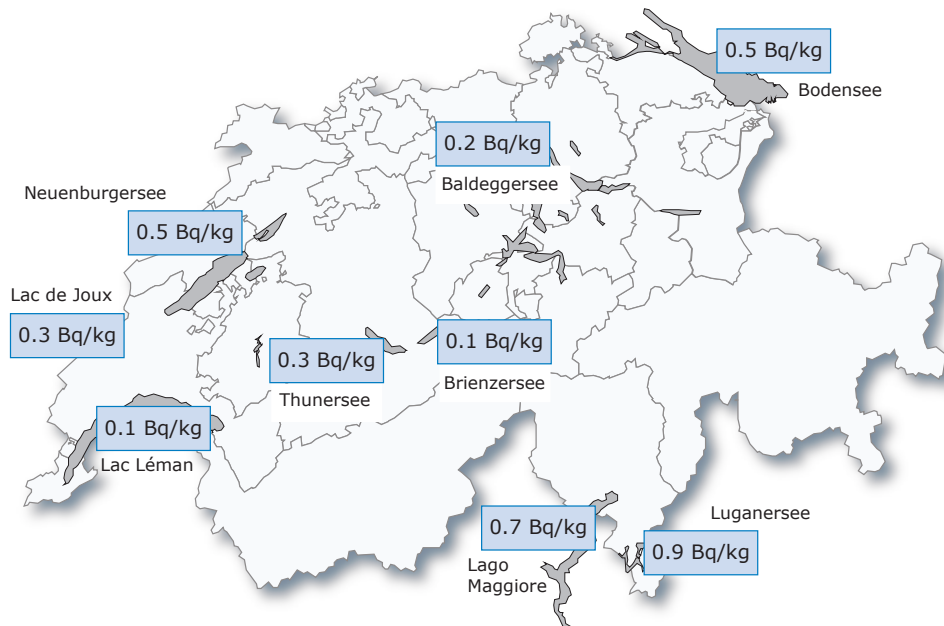 0.5 Bq/kg
Bodensee
0.2 Bq/kg
Baldeggersee
Neuenburgersee
0.5 Bq/kg
Lac de Joux
0.3 Bq/kg
0.3 Bq/kg
Thunersee
0.1 Bq/kg
Brienzersee
0.1 Bq/kg
Lac Léman
0.7 Bq/kg
Lago
Maggiore
Luganersee
0.9 Bq/kg